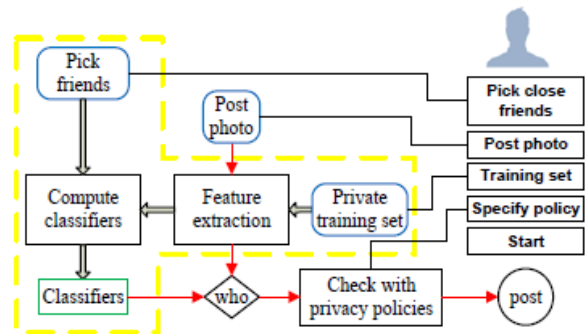 Pick
friends
Post
photo
Pick close
friends
Post photo
Training set
Specify policy
Start
Compute
classifiers
Feature
extraction
Private
training set
Classifiers
who
Check with
privacy policies
post